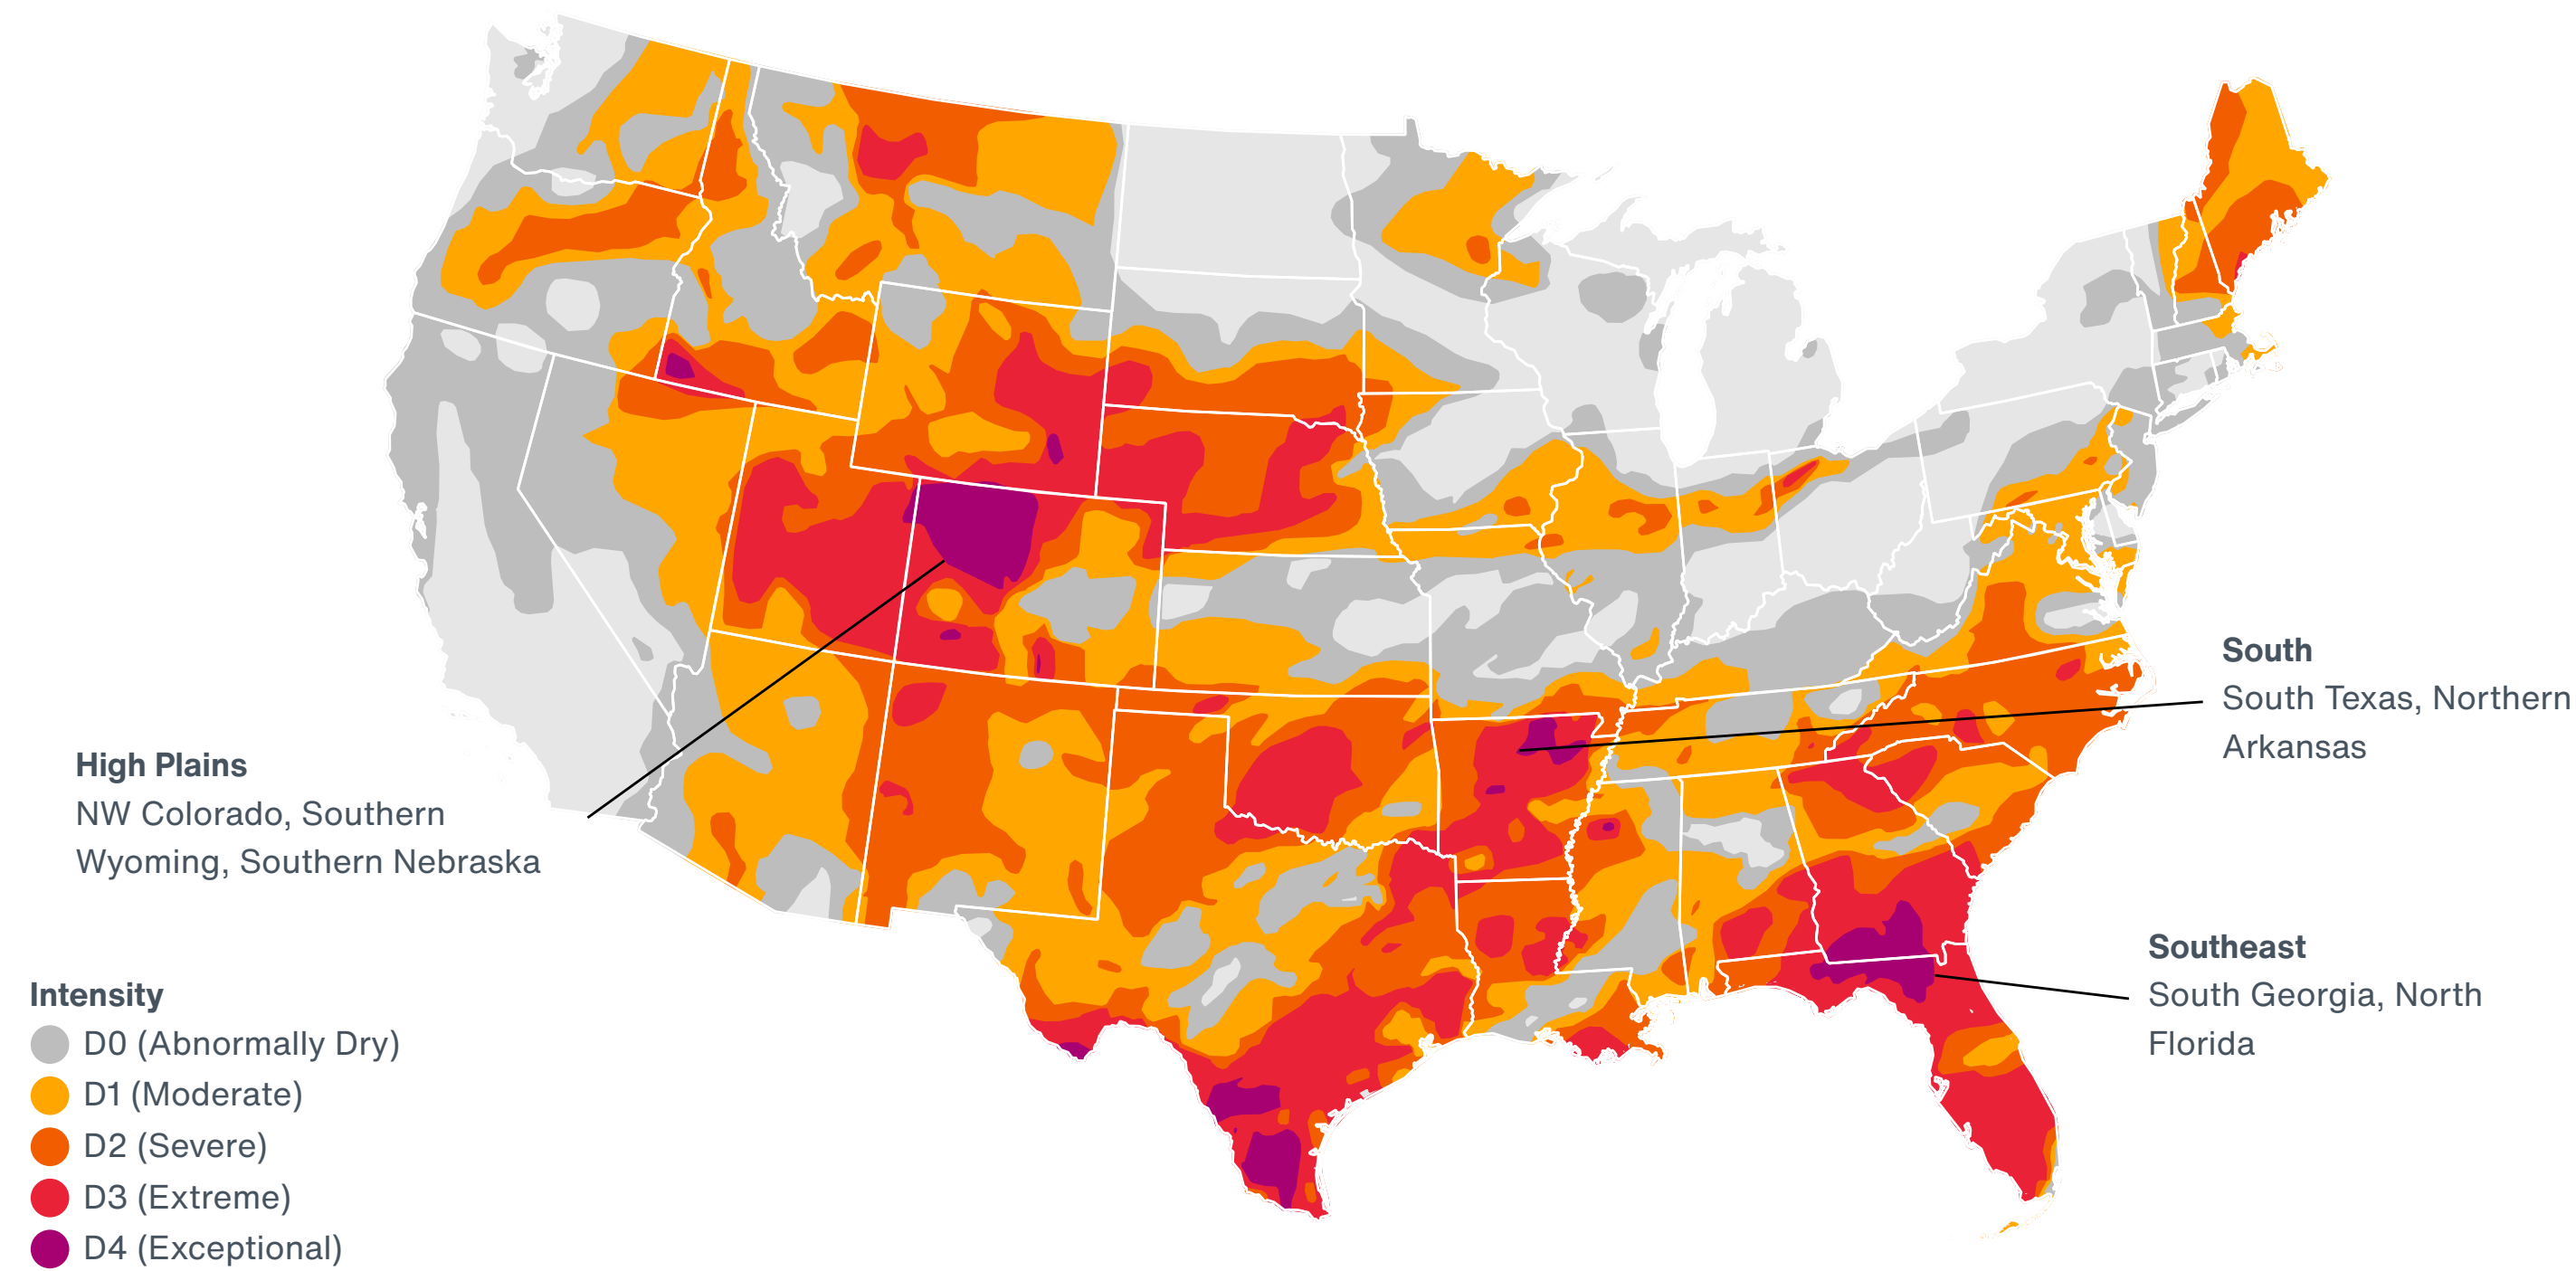 South
South Texas, Northern
Arkansas
High Plains
NW Colorado, Southern
Wyoming, Southern Nebraska
Southeast
South Georgia, North
Florida
Intensity
D0 (Abnormally Dry)
D1 (Moderate)
D2 (Severe)
D3 (Extreme)
D4 (Exceptional)